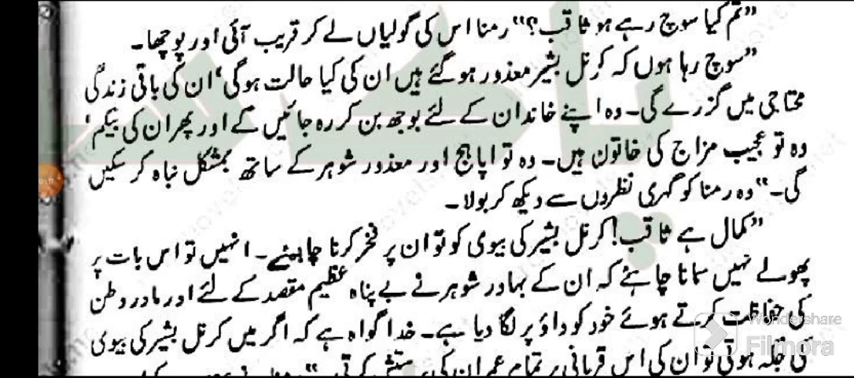 "تم کیا سوچ رہے ہو ثاقب؟" رمنا اس کی گولیاں لے کر قریب آئی اور پوچھا۔
"سوچ رہا ہوں کہ کرنل بشیر معذور ہو گئے ہیں ان کی کیا حالت ہوگی‘ ان کی باقی زندگی
محتاجی میں گزرے گی۔ وہ اپنے خاندان کے لئے بوجھ بن کر رہ جائیں گے اور پھر ان کی بیگم‘
وہ تو عجیب مزاج کی خاتون ہیں۔ وہ تو اپاہج اور معذور شوہر کے ساتھ بمشکل نباہ کر سکیں
گی۔" وہ رمنا کو گہری نظروں سے دیکھ کر بولا۔
"کمال ہے ثاقب! کرنل بشیر کی بیوی کو تو ان پر فخر کرنا چاہئے۔ انہیں تو اس بات پر
پھولے نہیں سمانا چاہئے کہ ان کے بہادر شوہر نے بے پناہ عظیم مقصد کے لئے اور مادر وطن
کی حفاظت کرتے ہوئے خود کو داؤ پر لگا دیا ہے۔ خدا گواہ ہے کہ اگر میں کرنل بشیر کی بیوی
کی جگہ ہوتی تو ان کی اس قربانی پر تمام عمر ان کی پرستش کرتی۔"
Wondershare
Filmora